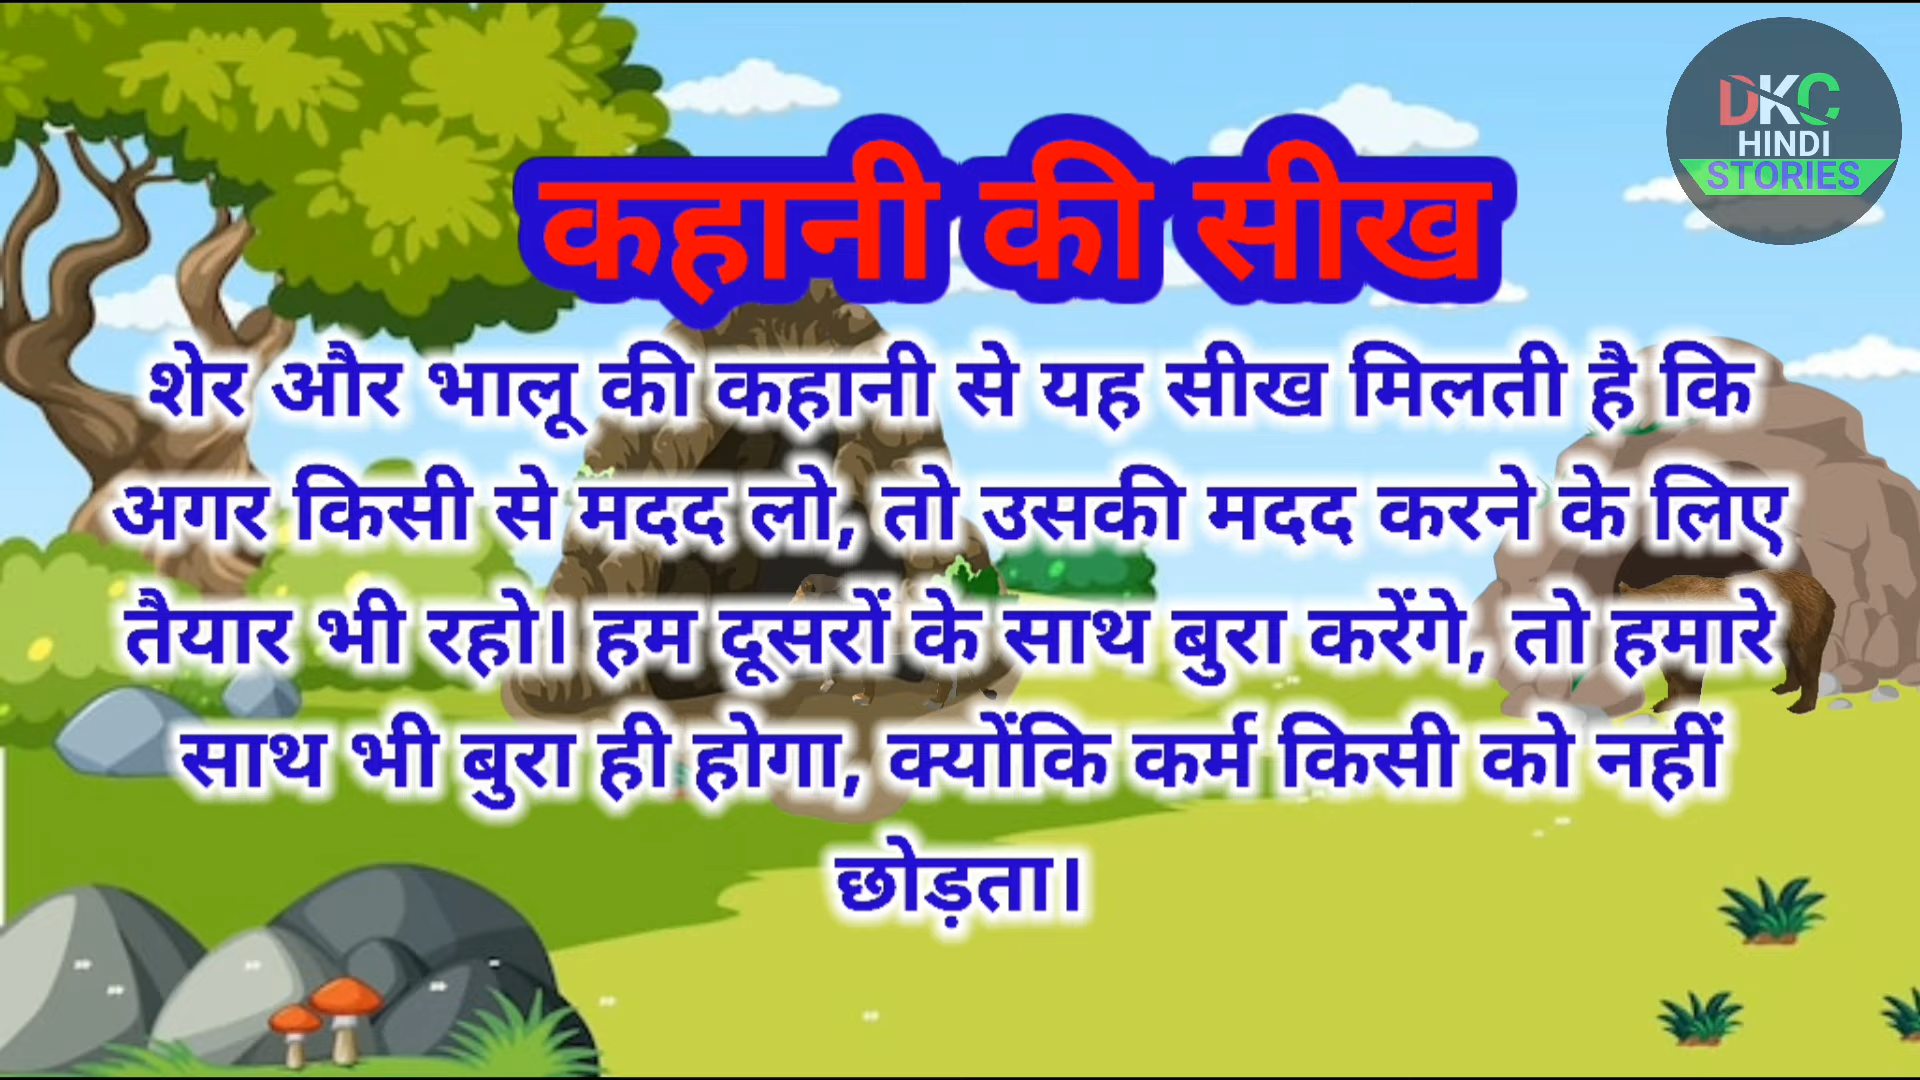 DKC
HINDI
STORIES
कहानी की सीख
शेर और भालू की कहानी से यह सीख मिलती है कि
अगर किसी से मदद लो, तो उसकी मदद करने के लिए
तैयार भी रहो। हम दूसरों के साथ बुरा करेंगे, तो हमारे
साथ भी बुरा ही होगा, क्योंकि कर्म किसी को नहीं
छोड़ता।